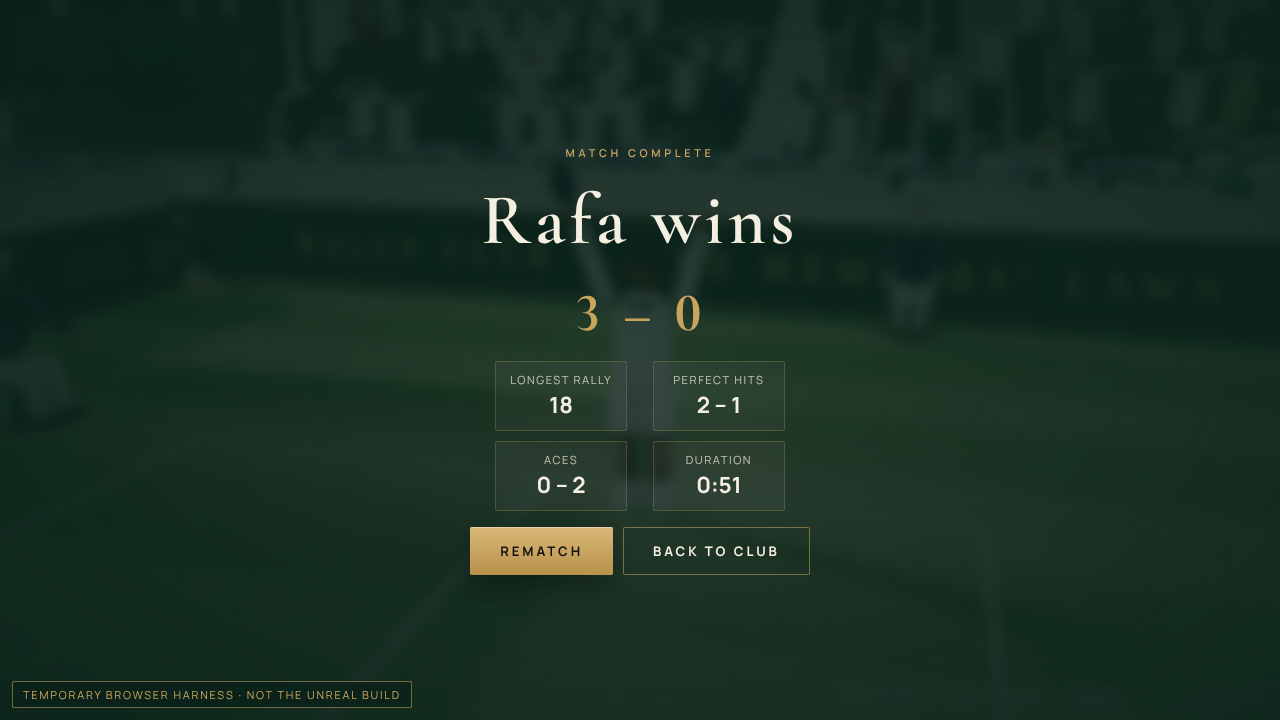 MATCH COMPLETE
Rafa wins
3 – 0
LONGEST RALLY
18
PERFECT HITS
2 – 1
ACES
0 – 2
DURATION
0:51
REMATCH
BACK TO CLUB
TEMPORARY BROWSER HARNESS · NOT THE UNREAL BUILD